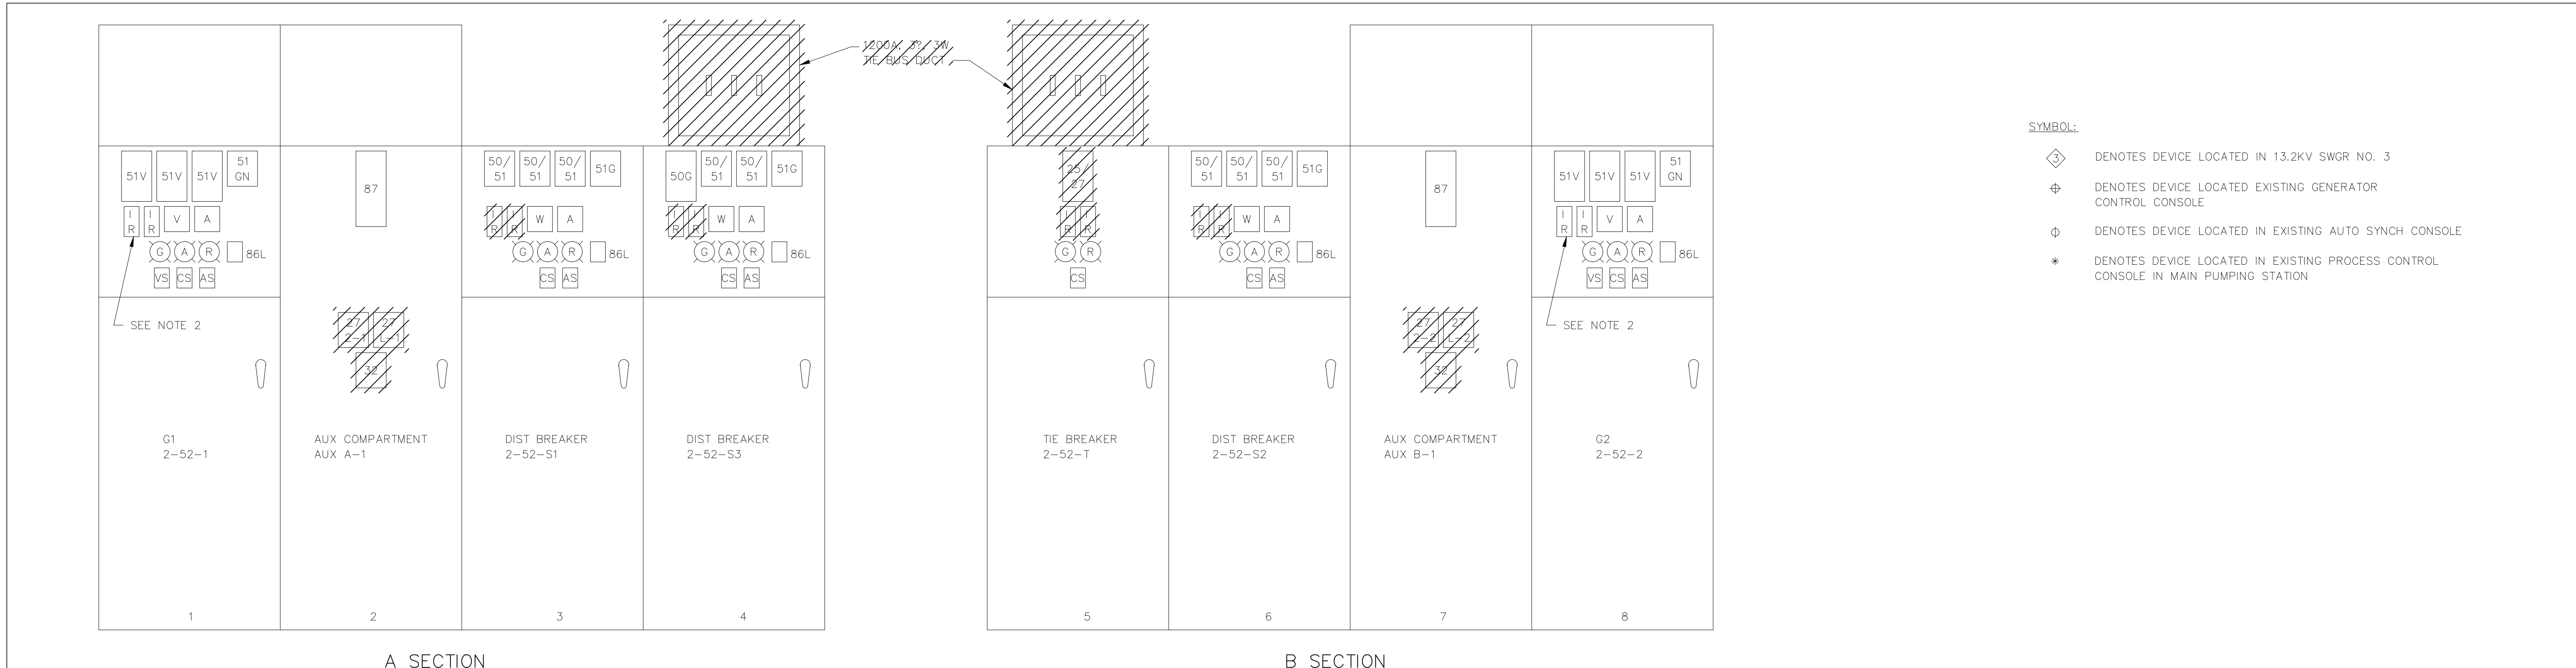 1200A, 3?, 3W
TIE BUS DUCT
51V 51V 51V 51
GN
I
R
I
R
V A
G A R 86L
VS CS AS
SEE NOTE 2
G1
2-52-1
1
87
27
2-1
27
L-1
32
AUX COMPARTMENT
AUX A-1
2
50/
51
50/
51
50/
51
51G
I
R
I
R
W A
G A R 86L
CS AS
DIST BREAKER
2-52-S1
3
50G
50/
51
50/
51
51G
I
R
I
R
W A
G A R 86L
CS AS
DIST BREAKER
2-52-S3
4
A SECTION
25/
27
I
R
I
R
G R
CS
TIE BREAKER
2-52-T
5
50/
51
50/
51
50/
51
51G
I
R
I
R
W A
G A R 86L
CS AS
DIST BREAKER
2-52-S2
6
87
27
2-2
27
L-2
32
AUX COMPARTMENT
AUX B-1
7
51V 51V 51V 51
GN
I
R
I
R
V A
G A R 86L
VS CS AS
SEE NOTE 2
G2
2-52-2
8
B SECTION
SYMBOL:
3 DENOTES DEVICE LOCATED IN 13.2KV SWGR NO. 3
DENOTES DEVICE LOCATED EXISTING GENERATOR
CONTROL CONSOLE
DENOTES DEVICE LOCATED IN EXISTING AUTO SYNCH CONSOLE
* DENOTES DEVICE LOCATED IN EXISTING PROCESS CONTROL
CONSOLE IN MAIN PUMPING STATION